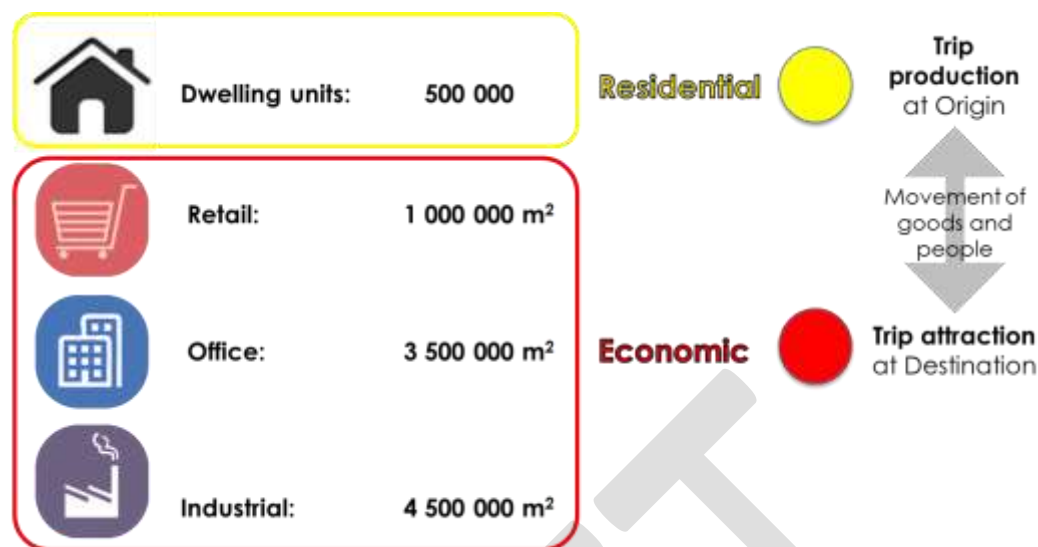 Dwelling units: 500 000
Residential
Trip
production
at Origin
Retail: 1 000 000 m²
Movement of
goods and
people
Office: 3 500 000 m²
Economic
Trip attraction
at Destination
Industrial: 4 500 000 m²